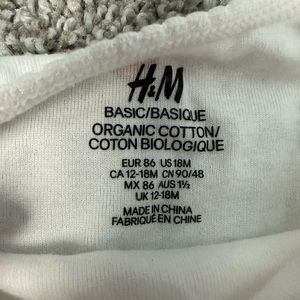 H&M
BASIC/BASIQUE
ORGANIC COTTON/
COTON BIOLOGIQUE
EUR 86 US 18M
CA 12-18M CN 90/48
MX 86 AUS 1½
UK 12-18M
MADE IN CHINA
FABRIQUÉ EN CHINE